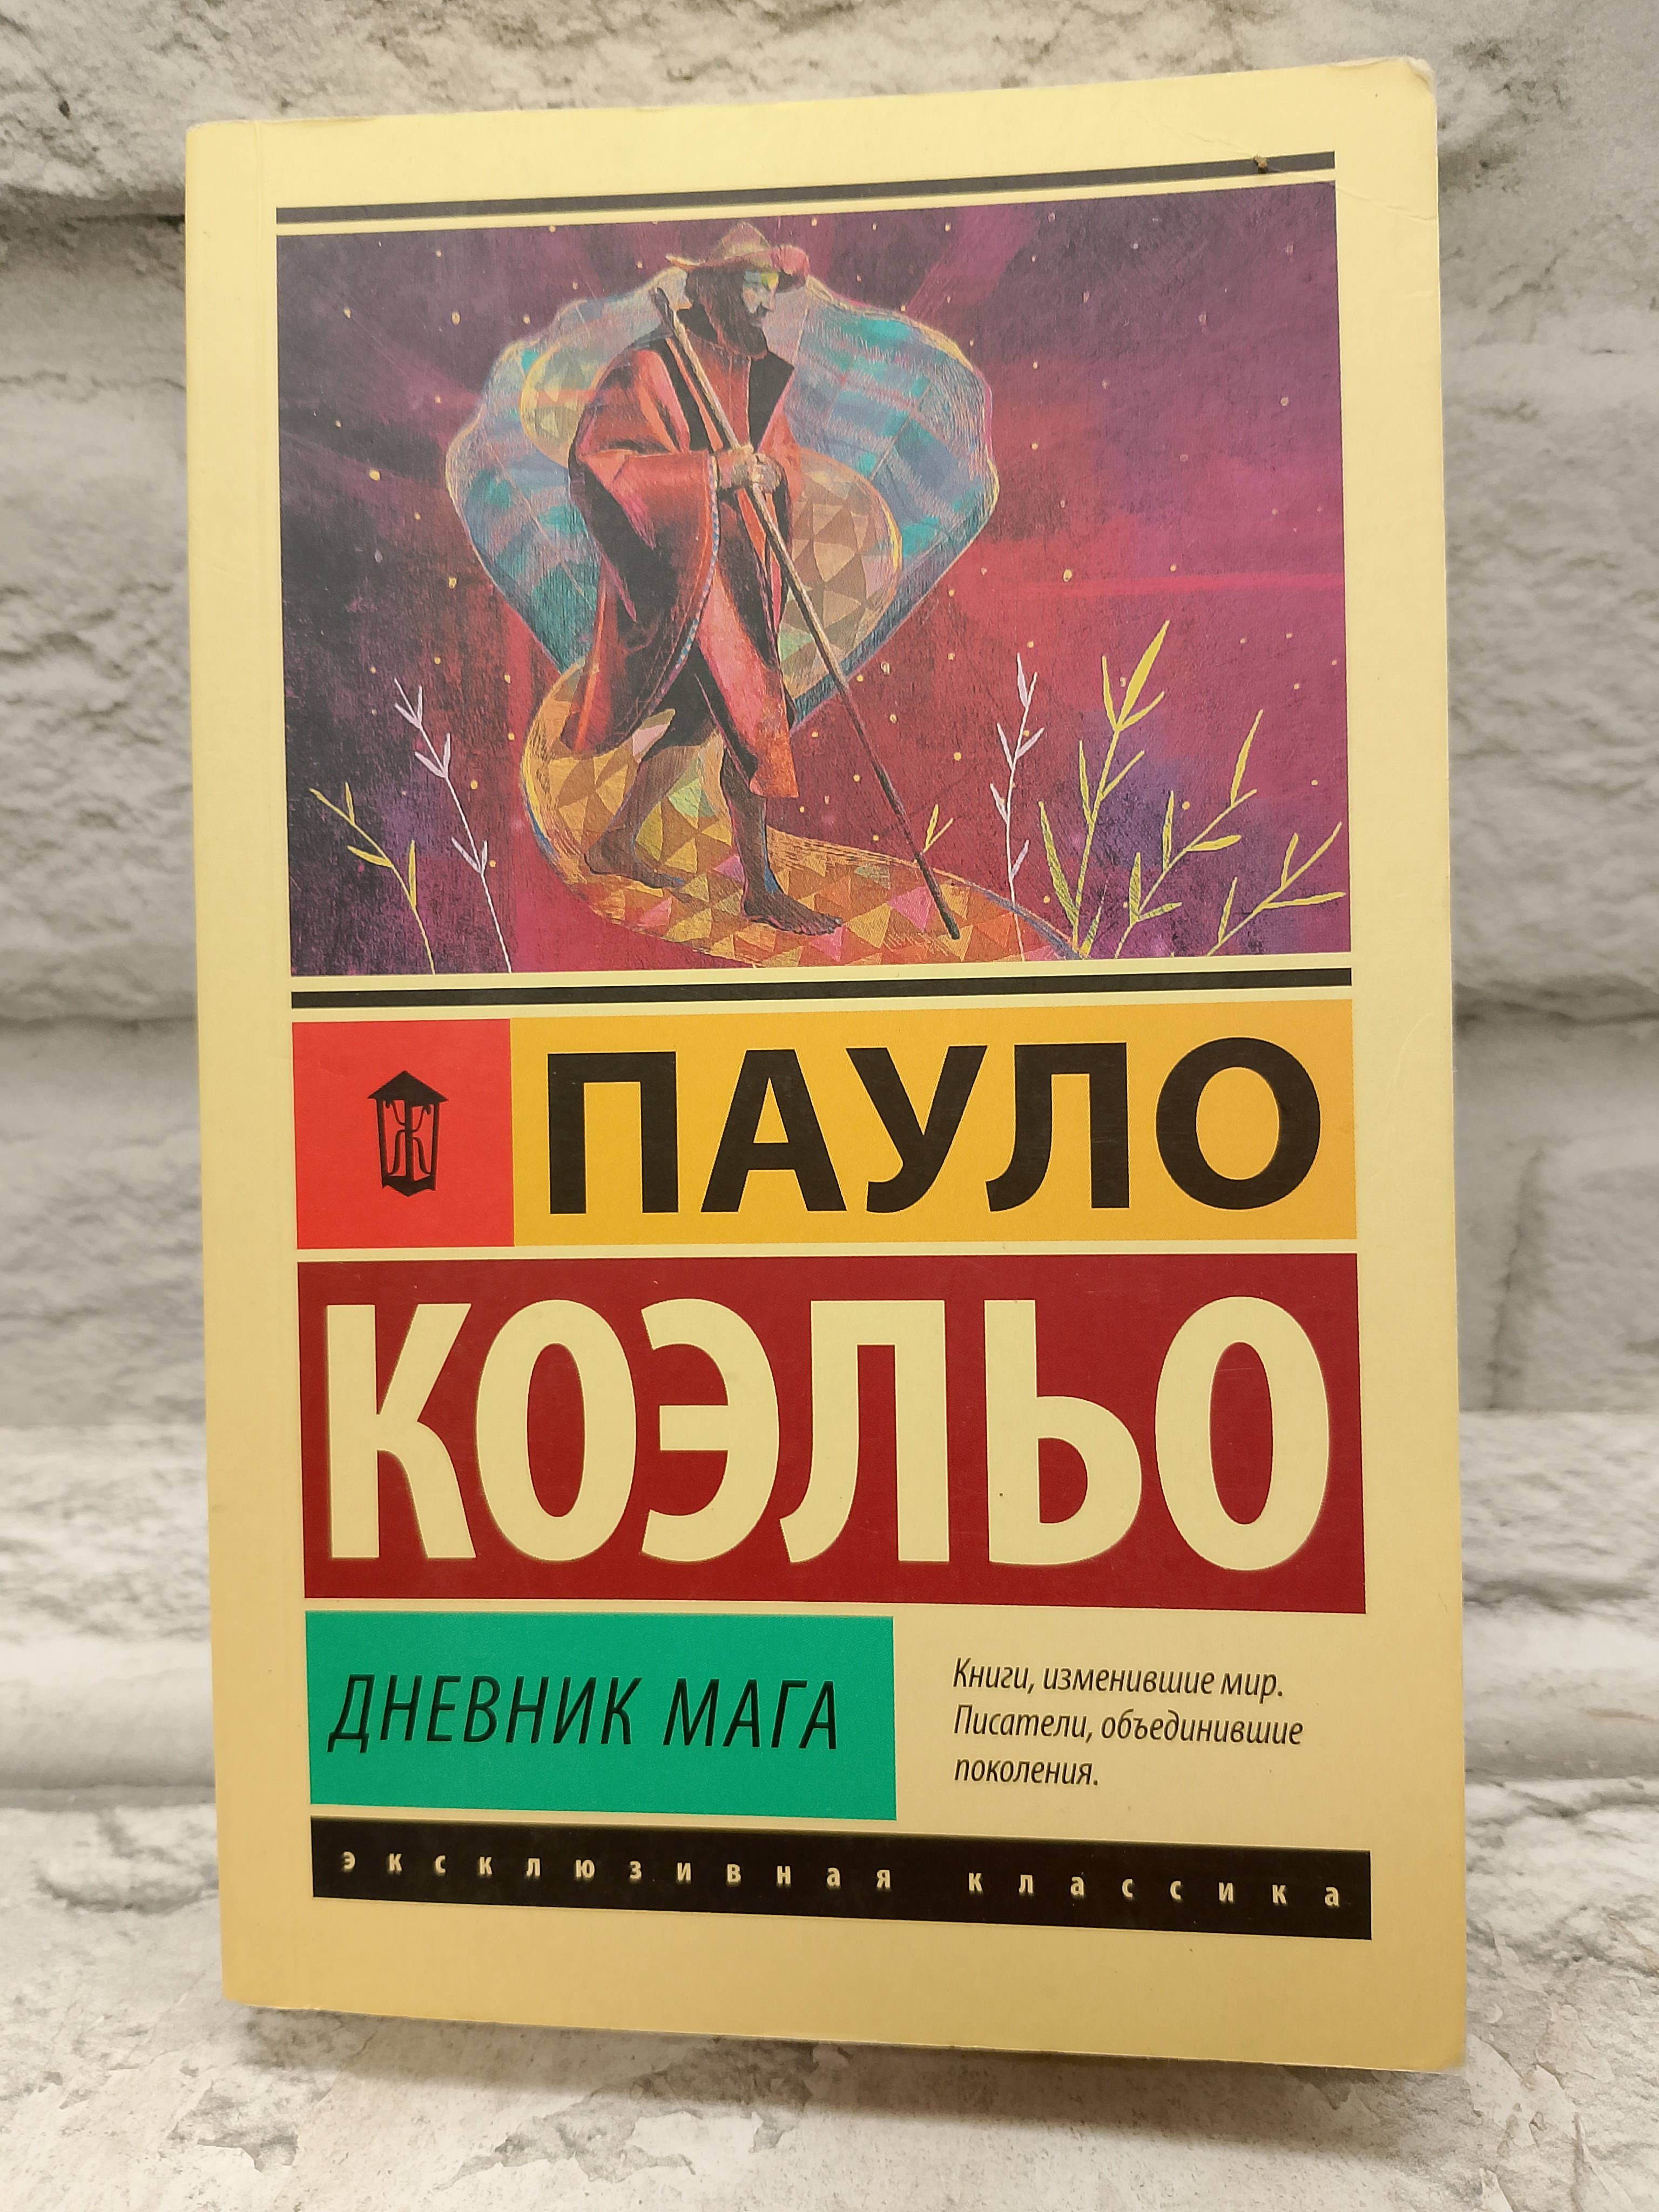 Ж
ПАУЛО
КОЭЛЬО
ДНЕВНИК МАГА
Книги, изменившие мир.
Писатели, объединившие
поколения.
эксклюзивная классика